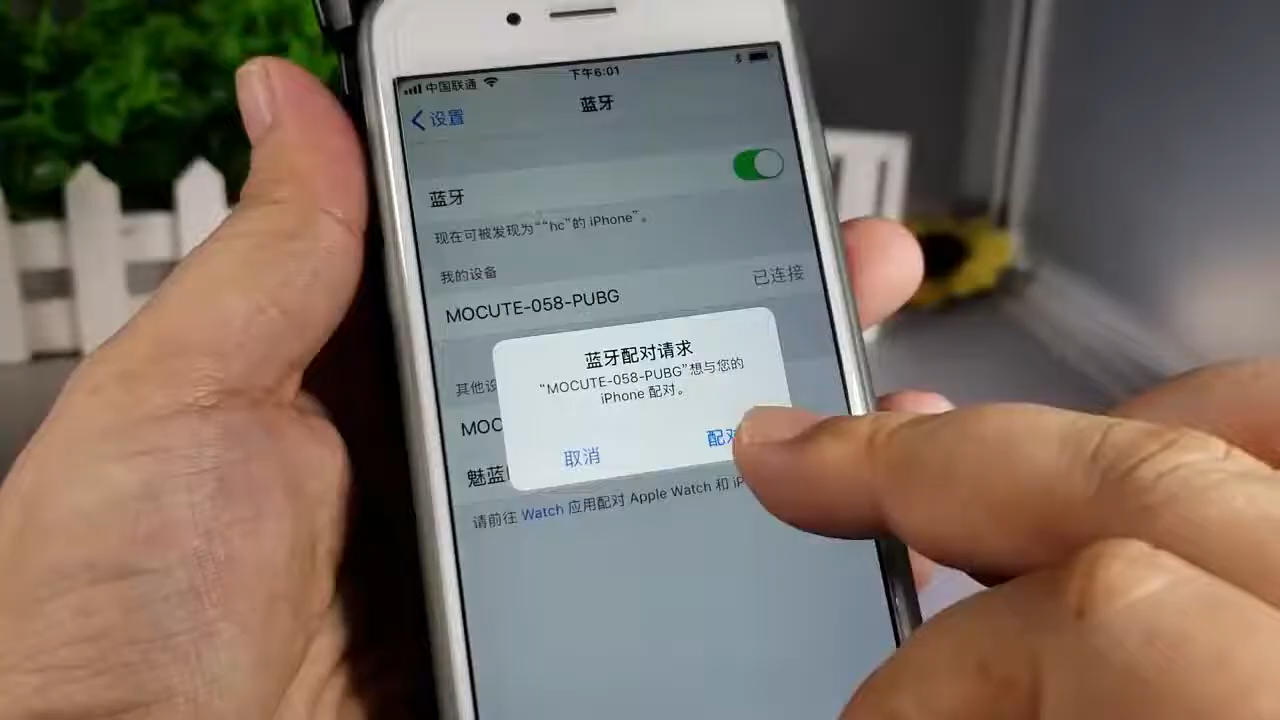 中国联通
下午6:01
设置
蓝牙
蓝牙
现在可被发现为““hc”的 iPhone”。
我的设备
MOCUTE-058-PUBG 已连接
蓝牙配对请求
“MOCUTE-058-PUBG”想与您的
iPhone 配对。
取消 配对
其他设
MOC
魅蓝
请前往 Watch 应用配对 Apple Watch 和 iP